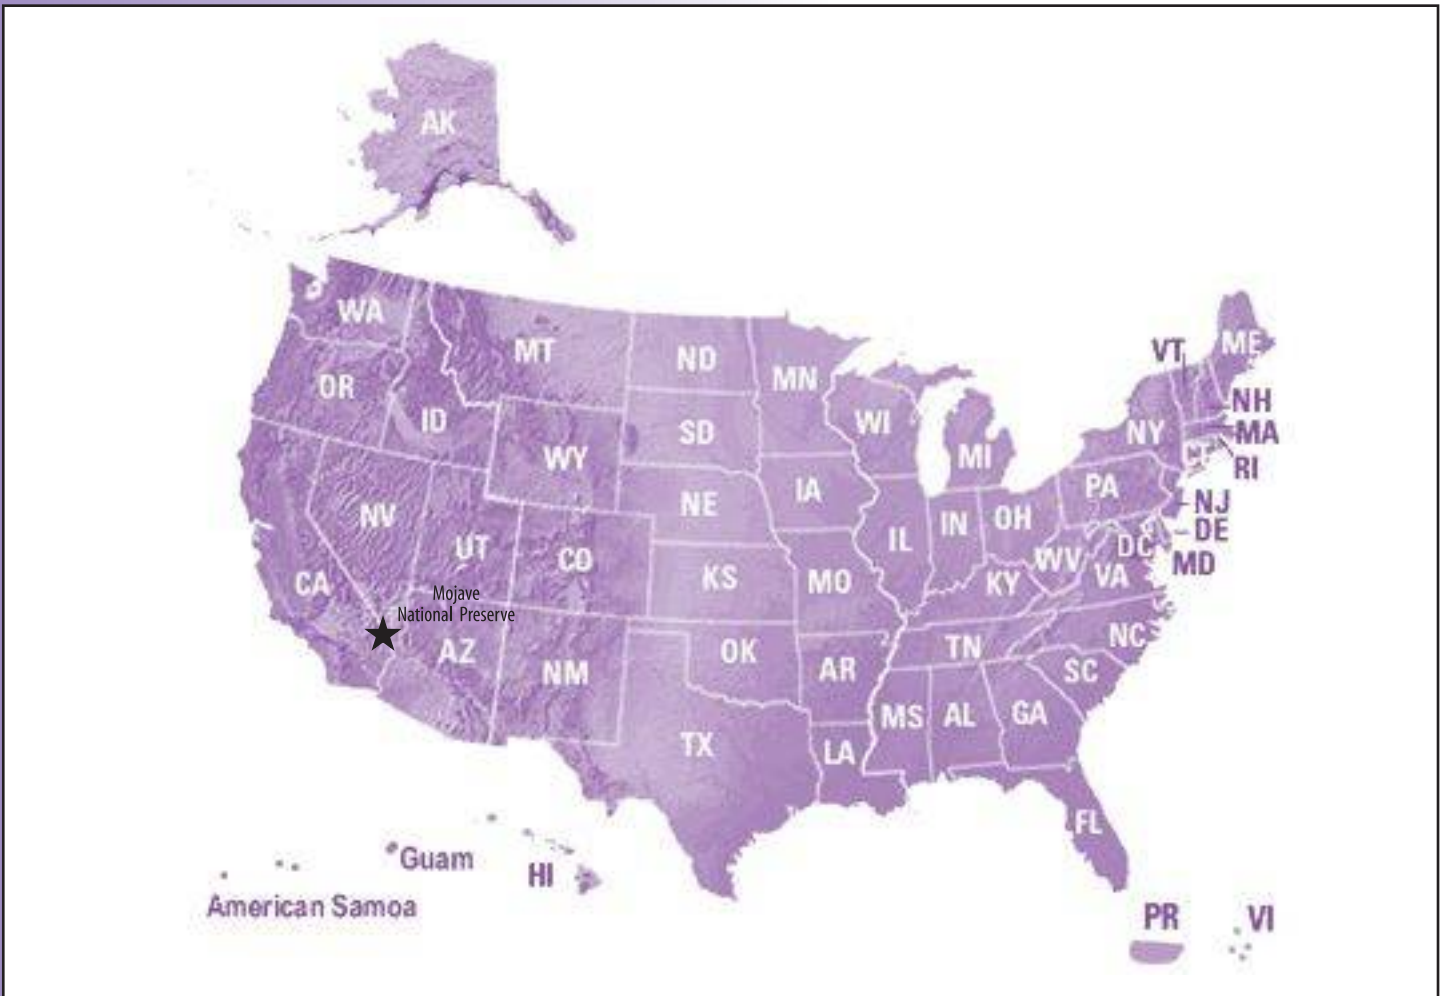 AK
WA
MT
ND
MN
VT
ME
OR
ID
WI
NH
SD
NY
MA
WY
MI
RI
IA
PA
NE
NJ
NV
IN
OH
DE
UT
IL
DC
CO
WV
MD
KS
MO
KY
VA
CA
Mojave
National Preserve
AZ
OK
TN
NC
NM
AR
SC
MS
AL
GA
TX
LA
FL
Guam
HI
American Samoa
PR
VI